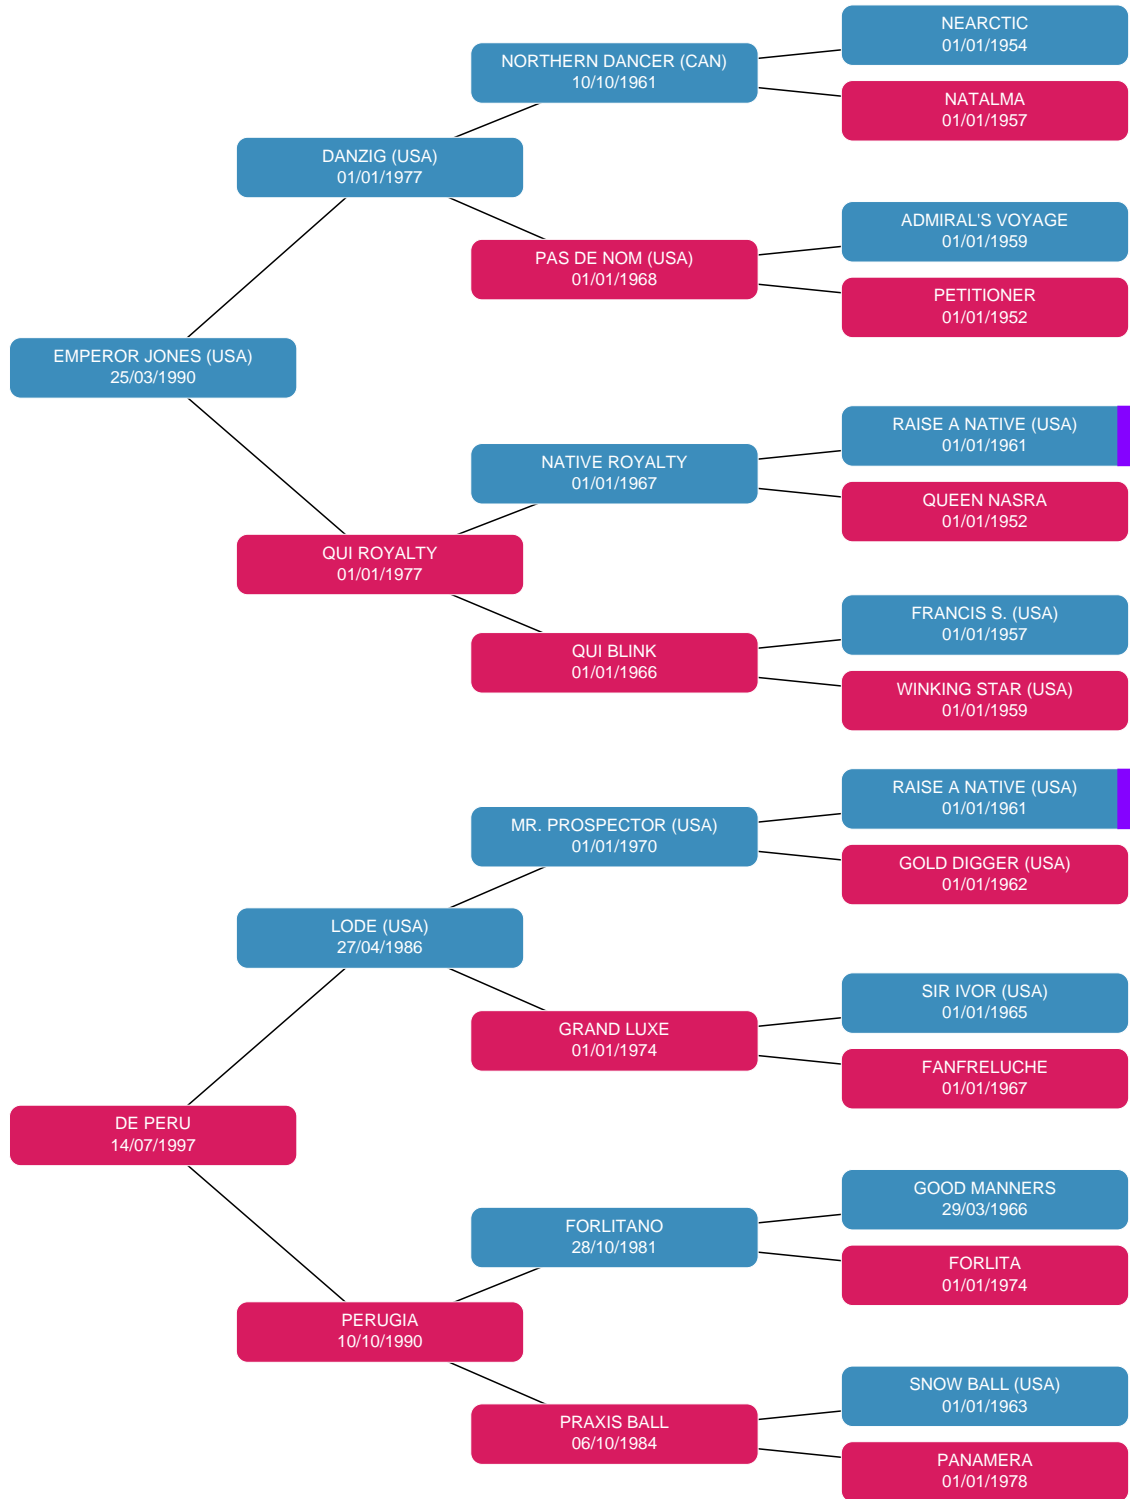 NEARCTIC
01/01/1954
NORTHERN DANCER (CAN)
10/10/1961
NATALMA
01/01/1957
DANZIG (USA)
01/01/1977
ADMIRAL'S VOYAGE
01/01/1959
PAS DE NOM (USA)
01/01/1968
PETITIONER
01/01/1952
EMPEROR JONES (USA)
25/03/1990
RAISE A NATIVE (USA)
01/01/1961
NATIVE ROYALTY
01/01/1967
QUEEN NASRA
01/01/1952
QUI ROYALTY
01/01/1977
FRANCIS S. (USA)
01/01/1957
QUI BLINK
01/01/1966
WINKING STAR (USA)
01/01/1959
RAISE A NATIVE (USA)
01/01/1961
MR. PROSPECTOR (USA)
01/01/1970
GOLD DIGGER (USA)
01/01/1962
LODE (USA)
27/04/1986
SIR IVOR (USA)
01/01/1965
GRAND LUXE
01/01/1974
FANFRELUCHE
01/01/1967
DE PERU
14/07/1997
GOOD MANNERS
29/03/1966
FORLITANO
28/10/1981
FORLITA
01/01/1974
PERUGIA
10/10/1990
SNOW BALL (USA)
01/01/1963
PRAXIS BALL
06/10/1984
PANAMERA
01/01/1978